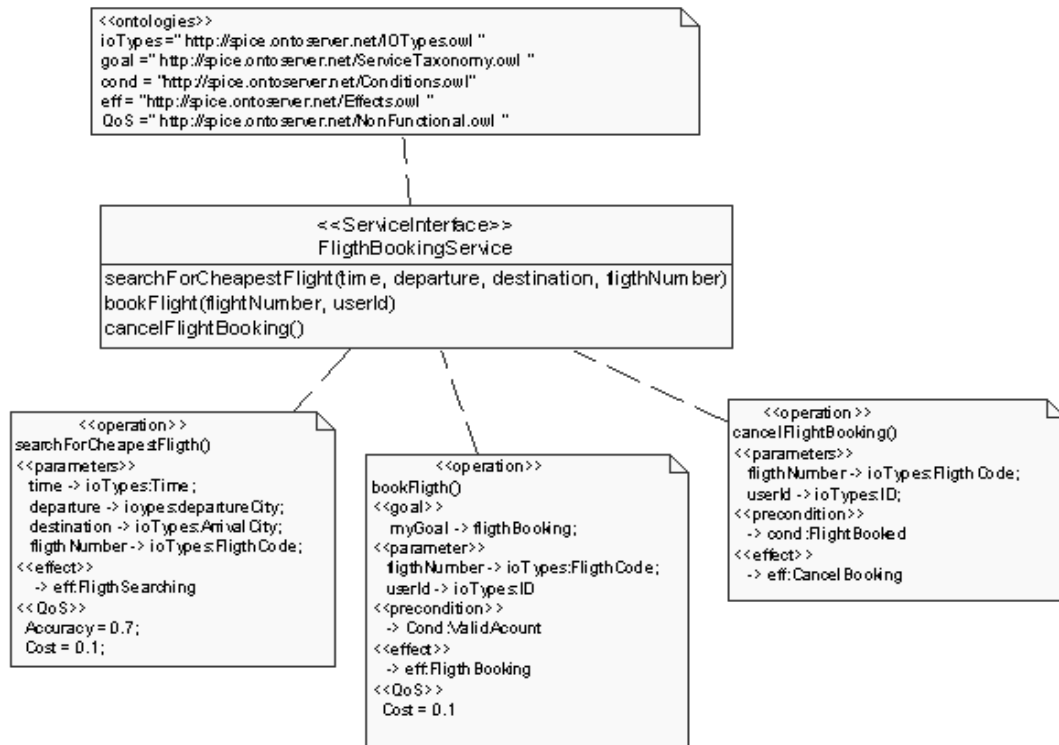 <<ontologies>>
ioTypes =" http://spice.ontoserver.net/IOTypes.owl "
goal =" http://spice.ontoserver.net/ServiceTaxonomy.owl "
cond = "http://spice.ontoserver.net/Conditions.owl"
eff = "http://spice.ontoserver.net/Effects.owl "
QoS =" http://spice.ontoserver.net/NonFunctional.owl "
<<ServiceInterface>>
FligthBookingService
searchForCheapestFlight(time, departure, destination, fligthNumber)
bookFlight(flightNumber, userId)
cancelFlightBooking()
<<operation>>
searchForCheapestFligth()
<<parameters>>
time -> ioTypes:Time;
departure -> ioypes:departureCity;
destination -> ioTypes:ArrivalCity;
fligthNumber -> ioTypes:FligthCode;
<<effect>>
-> eff:FligthSearching
<<QoS>>
Accuracy = 0.7;
Cost = 0.1;
<<operation>>
bookFligth()
<<goal>>
myGoal -> fligthBooking;
<<parameter>>
fligthNumber -> ioTypes:FligthCode;
userId -> ioTypes:ID
<<precondition>>
-> Cond:ValidAcount
<<effect>>
-> eff:FligthBooking
<<QoS>>
Cost = 0.1
<<operation>>
cancelFlightBooking()
<<parameters>>
fligthNumber -> ioTypes:FligthCode;
userId -> ioTypes:ID;
<<precondition>>
-> cond:FlightBooked
<<effect>>
-> eff:CancelBooking